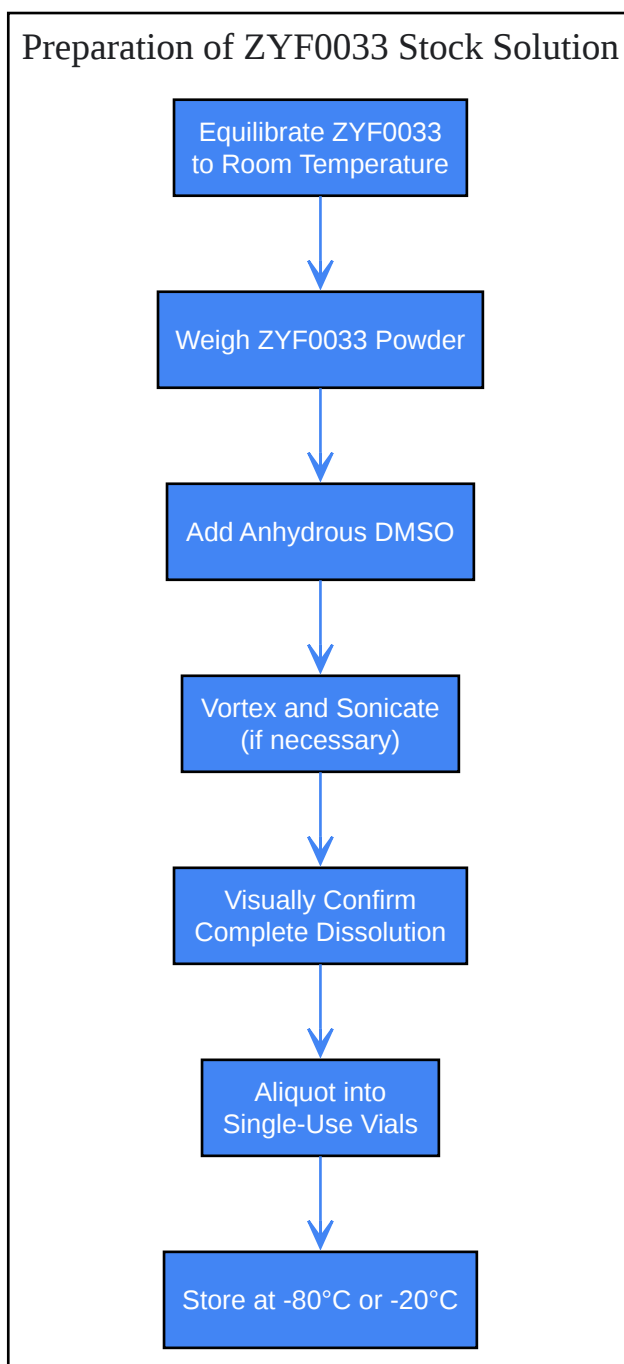 Preparation of ZYF0033 Stock Solution
Equilibrate ZYF0033
to Room Temperature
Weigh ZYF0033 Powder
Add Anhydrous DMSO
Vortex and Sonicate
(if necessary)
Visually Confirm
Complete Dissolution
Aliquot into
Single-Use Vials
Store at -80°C or -20°C